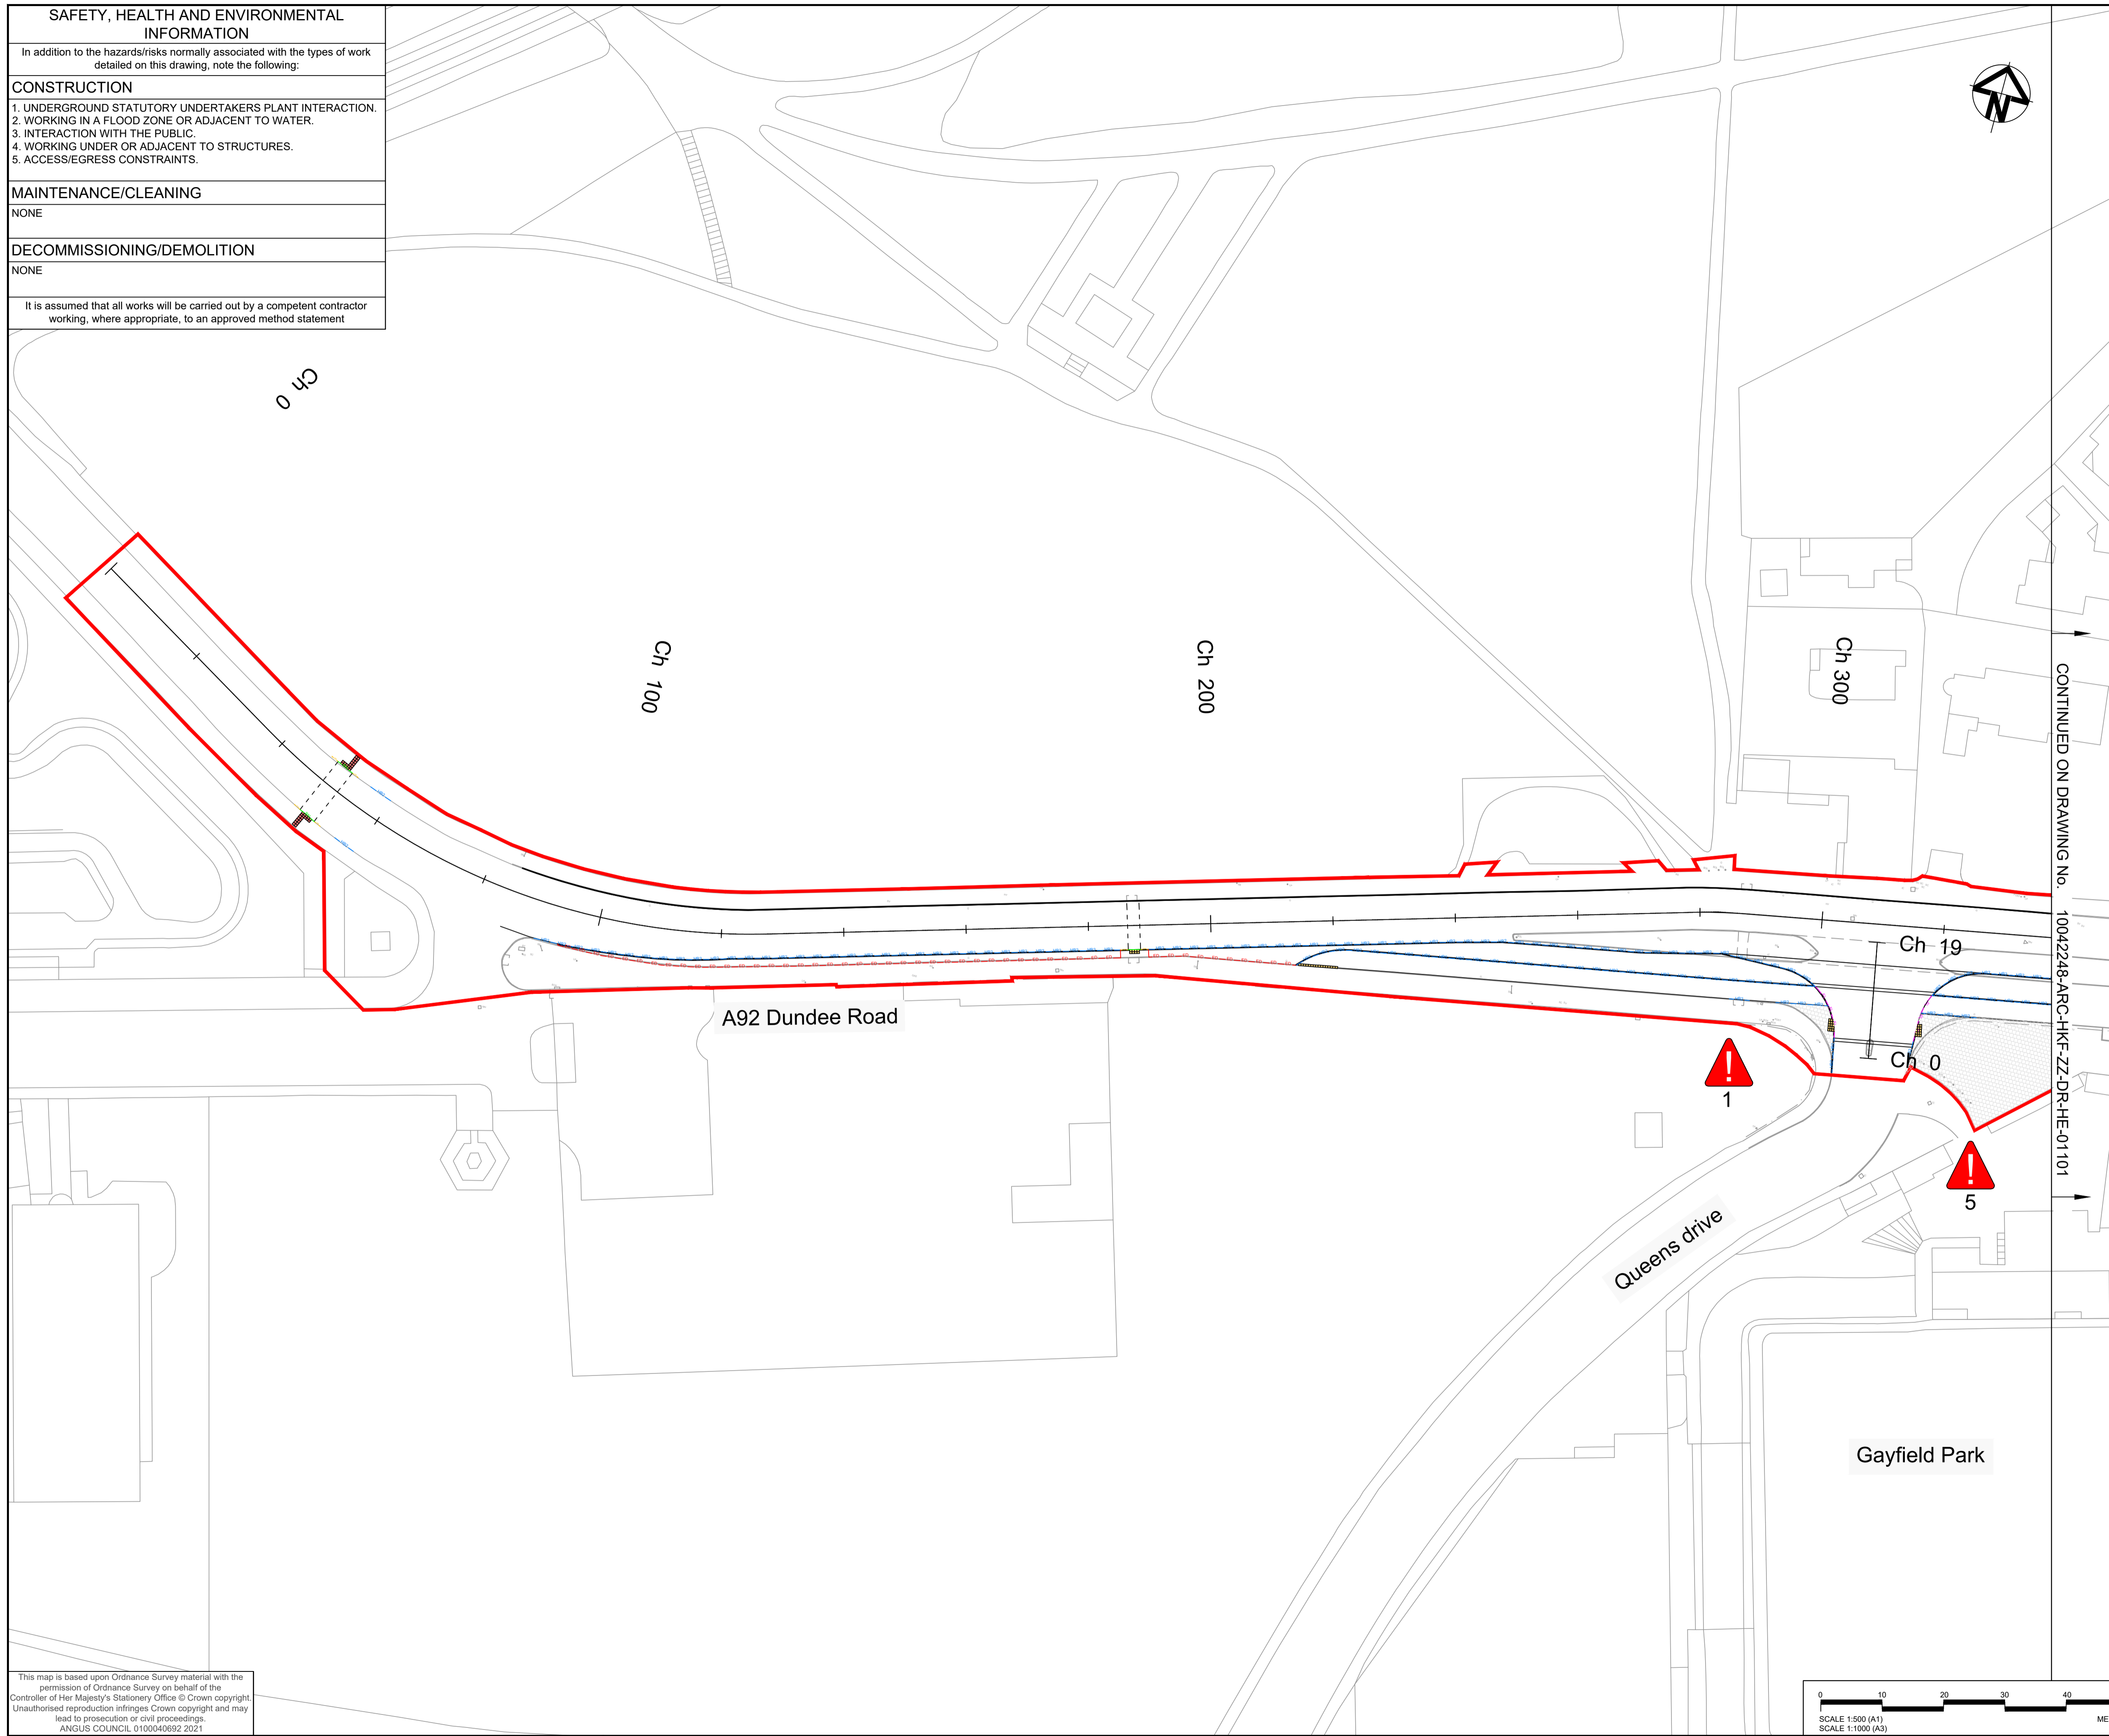 SAFETY, HEALTH AND ENVIRONMENTAL
INFORMATION
In addition to the hazards/risks normally associated with the types of work
detailed on this drawing, note the following:
CONSTRUCTION
1. UNDERGROUND STATUTORY UNDERTAKERS PLANT INTERACTION.
2. WORKING IN A FLOOD ZONE OR ADJACENT TO WATER.
3. INTERACTION WITH THE PUBLIC.
4. WORKING UNDER OR ADJACENT TO STRUCTURES.
5. ACCESS/EGRESS CONSTRAINTS.
MAINTENANCE/CLEANING
NONE
DECOMMISSIONING/DEMOLITION
NONE
It is assumed that all works will be carried out by a competent contractor
working, where appropriate, to an approved method statement
N
Ch 0
Ch 100
Ch 200
Ch 300
CONTINUED ON DRAWING No. 10042248-ARC-HKF-ZZ-DR-HE-01101
Ch 19
A92 Dundee Road
Ch 0
!
1
!
5
Queens drive
Gayfield Park
This map is based upon Ordnance Survey material with the
permission of Ordnance Survey on behalf of the
Controller of Her Majesty's Stationery Office © Crown copyright.
Unauthorised reproduction infringes Crown copyright and may
lead to prosecution or civil proceedings.
ANGUS COUNCIL 0100040692 2021
0 10 20 30 40
SCALE 1:500 (A1) ME
SCALE 1:1000 (A3)